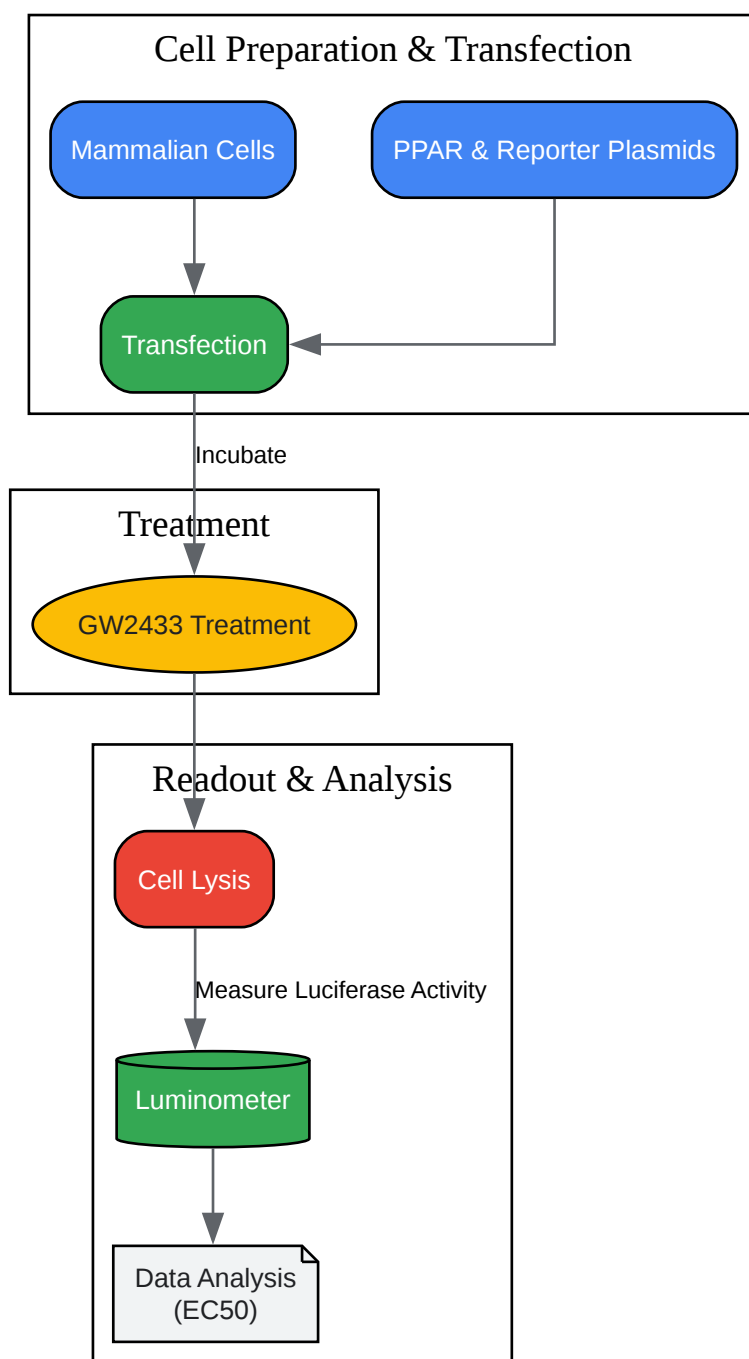 Cell Preparation & Transfection
Mammalian Cells
PPAR & Reporter Plasmids
Transfection
Incubate
Treatment
GW2433 Treatment
Readout & Analysis
Cell Lysis
Measure Luciferase Activity
Luminometer
Data Analysis
(EC50)